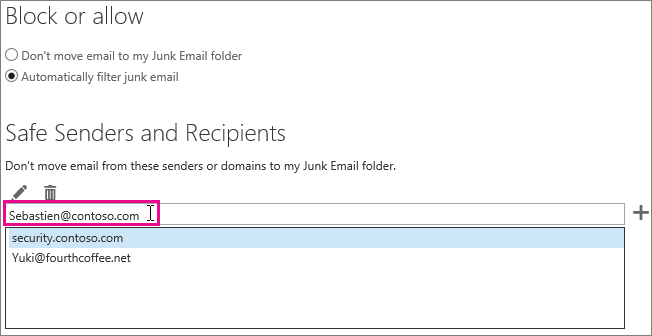 Block or allow
Don't move email to my Junk Email folder
Automatically filter junk email
Safe Senders and Recipients
Don't move email from these senders or domains to my Junk Email folder.
Sebastien@contoso.com
security.contoso.com
Yuki@fourthcoffee.net